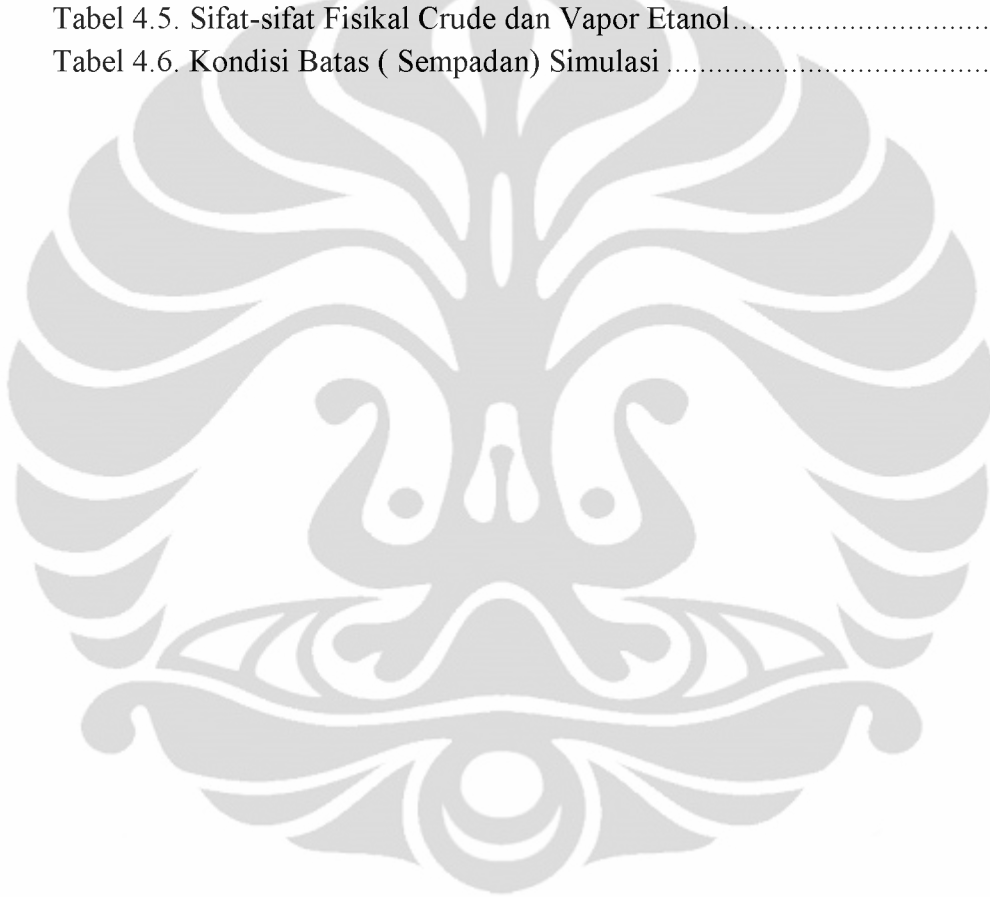 Tabel 4.5. Sifat-sifat Fisikal Crude dan Vapor Etanol...............................
Tabel 4.6. Kondisi Batas ( Sempadan) Simulasi .......................................